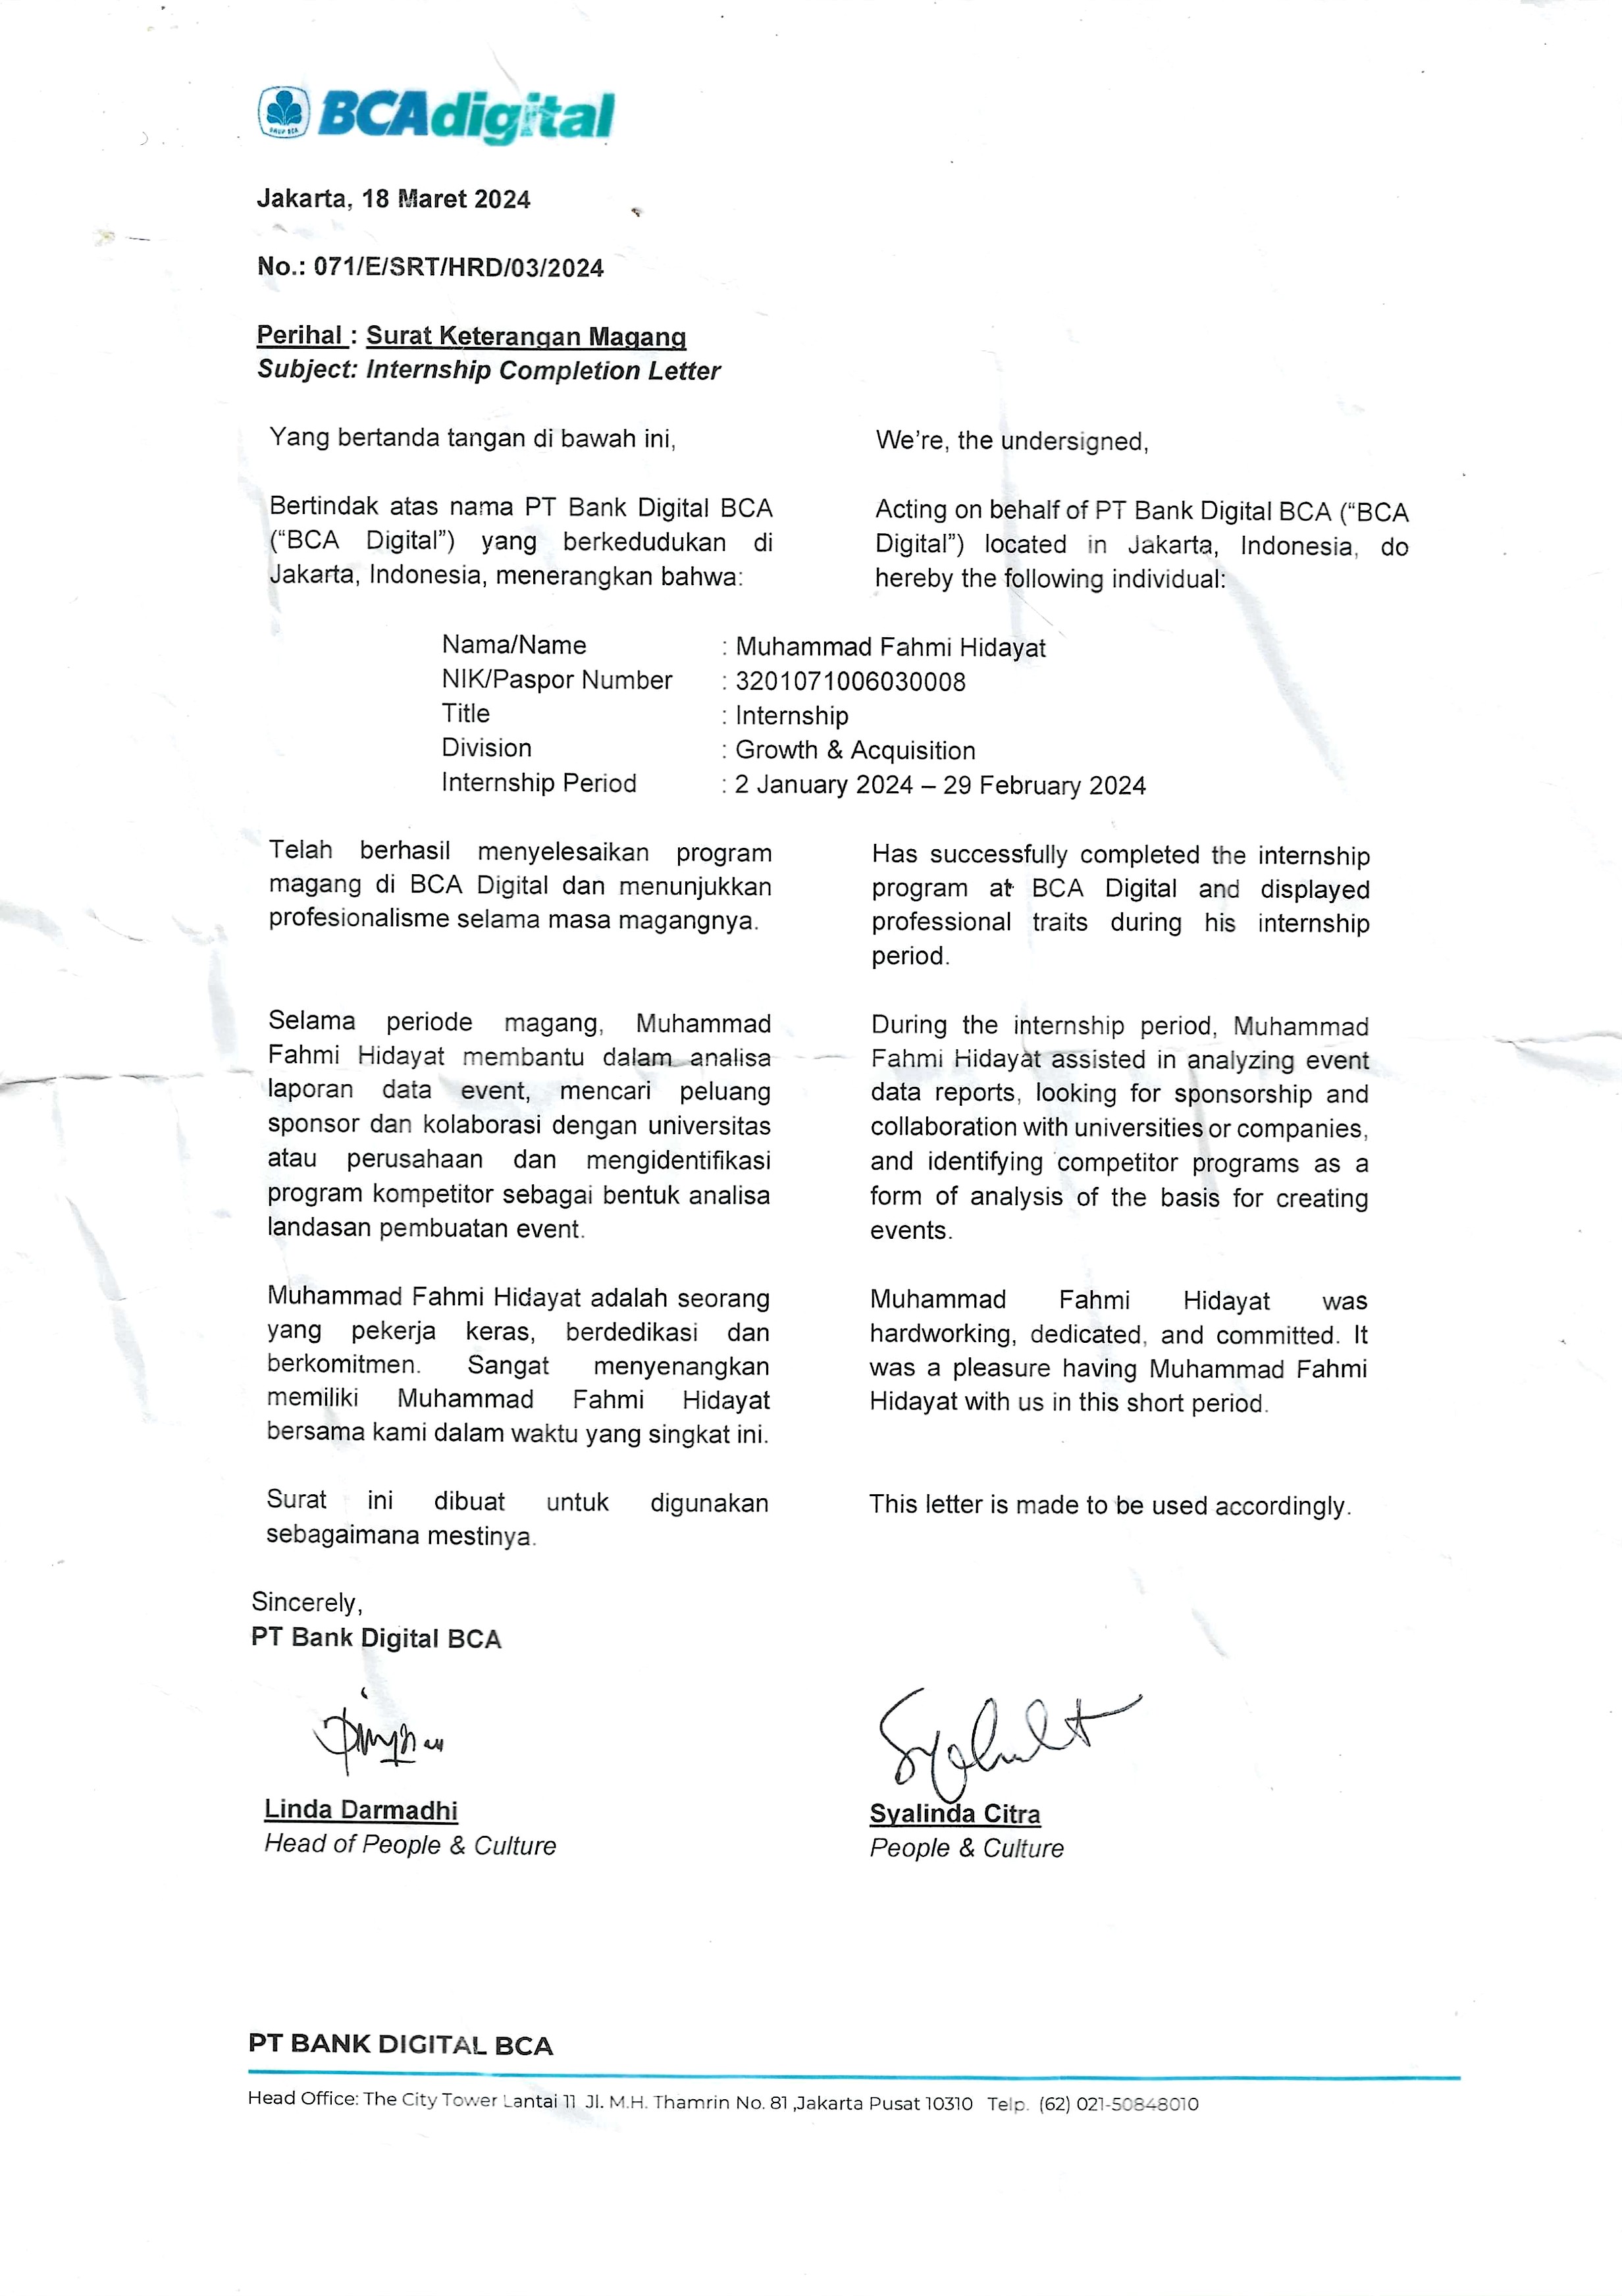 BCAdigital
Jakarta, 18 Maret 2024
No.: 071/E/SRT/HRD/03/2024
Perihal : Surat Keterangan Magang
Subject: Internship Completion Letter
Yang bertanda tangan di bawah ini,
Bertindak atas nama PT Bank Digital BCA
(“BCA Digital”) yang berkedudukan di
Jakarta, Indonesia, menerangkan bahwa:
We’re, the undersigned,
Acting on behalf of PT Bank Digital BCA (“BCA
Digital”) located in Jakarta, Indonesia, do
hereby the following individual:
Nama/Name : Muhammad Fahmi Hidayat
NIK/Paspor Number : 3201071006030008
Title : Internship
Division : Growth & Acquisition
Internship Period : 2 January 2024 – 29 February 2024
Telah berhasil menyelesaikan program
magang di BCA Digital dan menunjukkan
profesionalisme selama masa magangnya.
Has successfully completed the internship
program at BCA Digital and displayed
professional traits during his internship
period.
Selama periode magang, Muhammad
Fahmi Hidayat membantu dalam analisa
laporan data event, mencari peluang
sponsor dan kolaborasi dengan universitas
atau perusahaan dan mengidentifikasi
program kompetitor sebagai bentuk analisa
landasan pembuatan event.
During the internship period, Muhammad
Fahmi Hidayat assisted in analyzing event
data reports, looking for sponsorship and
collaboration with universities or companies,
and identifying competitor programs as a
form of analysis of the basis for creating
events.
Muhammad Fahmi Hidayat adalah seorang
yang pekerja keras, berdedikasi dan
berkomitmen. Sangat menyenangkan
memiliki Muhammad Fahmi Hidayat
bersama kami dalam waktu yang singkat ini.
Muhammad Fahmi Hidayat was
hardworking, dedicated, and committed. It
was a pleasure having Muhammad Fahmi
Hidayat with us in this short period.
Surat ini dibuat untuk digunakan
sebagaimana mestinya.
This letter is made to be used accordingly.
Sincerely,
PT Bank Digital BCA
Linda Darmadhi
Head of People & Culture
Syalinda Citra
People & Culture
PT BANK DIGITAL BCA
Head Office: The City Tower Lantai 11 Jl. M.H. Thamrin No. 81 ,Jakarta Pusat 10310 Telp. (62) 021-50848010